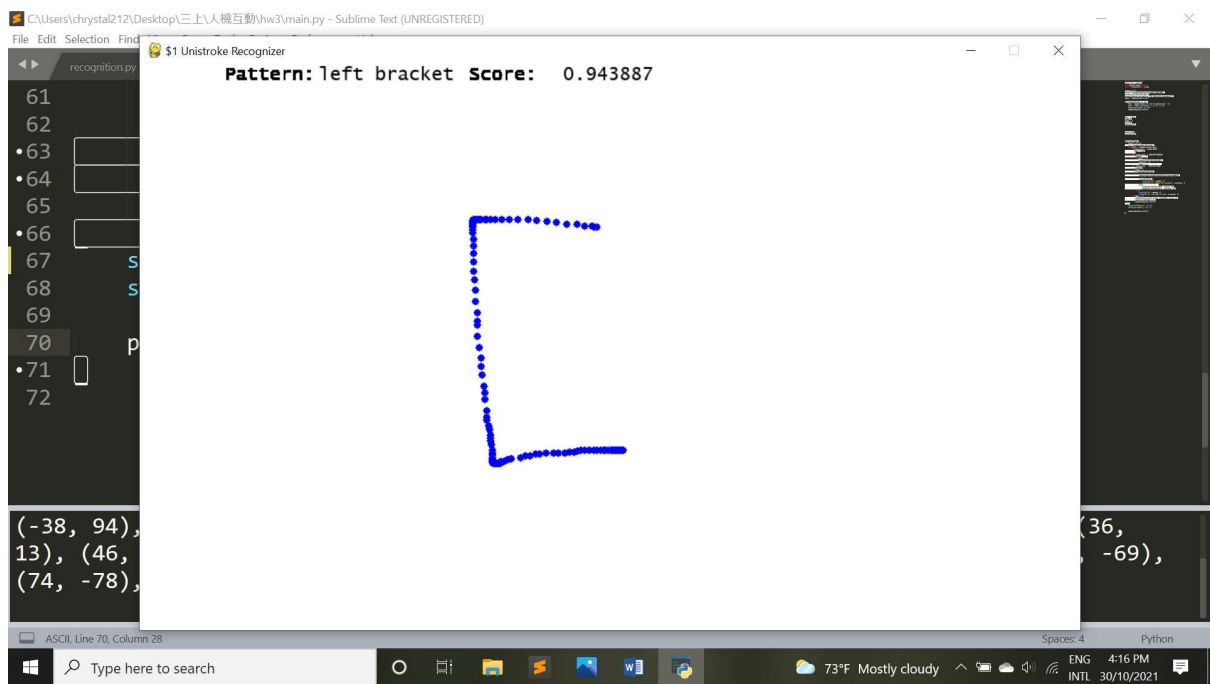 C:\Users\chrystal212\Desktop\三上\人機互動\hw3\main.py - Sublime Text (UNREGISTERED)
File Edit Selection Find
$1 Unistroke Recognizer
recognition.py
Pattern: left bracket Score: 0.943887
61
62
63
64
65
66
67 s
68 s
69
70 p
71
72
(-38, 94), (36,
13), (46, , -69),
(74, -78),
ASCII, Line 70, Column 28 Spaces: 4 Python
Type here to search 73°F Mostly cloudy ENG 4:16 PM
INTL 30/10/2021